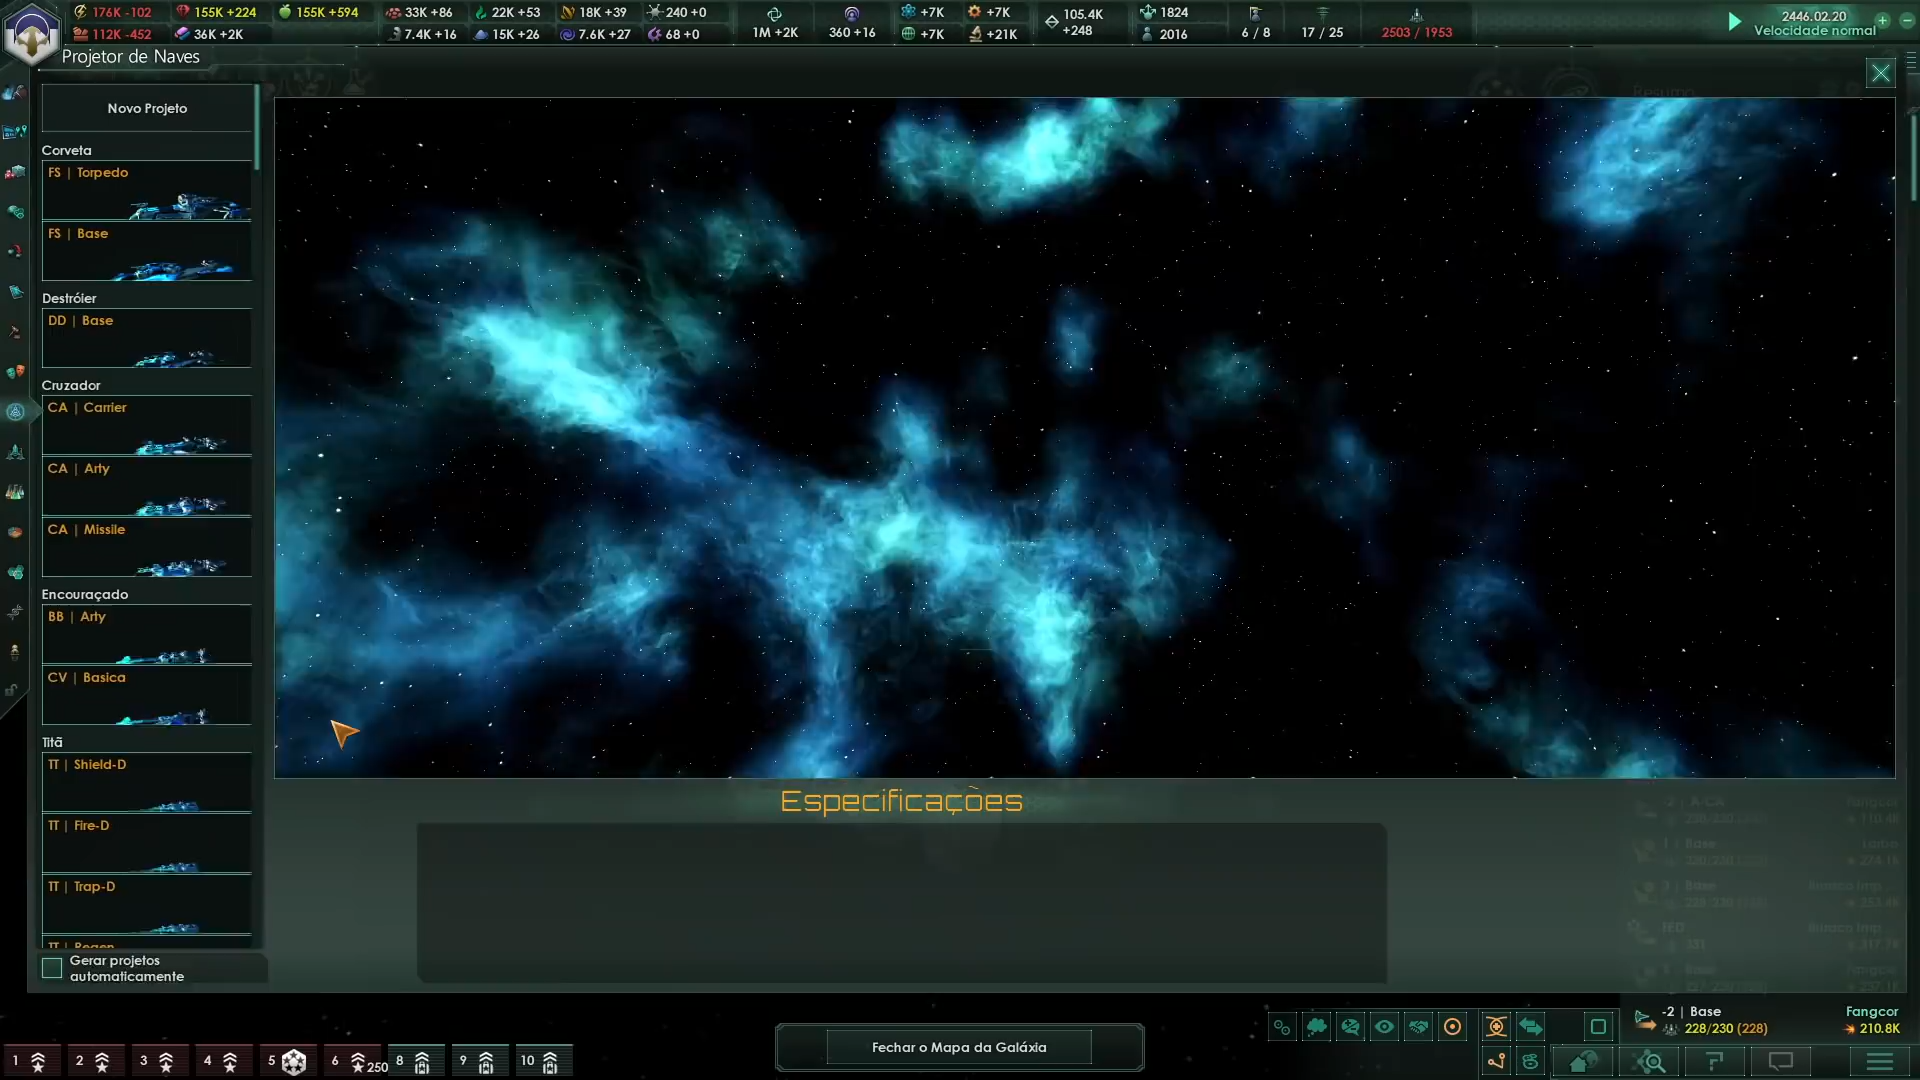 176K -102 155K +224 155K +594 33K +86 22K +53 18K +39 240 +0 +7K +7K 105.4K 1824 2446.02.20
112K -452 36K +2K 7.4K +16 15K +26 7.6K +27 68 +0 1M +2K 360 +16 +7K +21K +248 2016 6 / 8 17 / 25 2503 / 1953 Velocidade normal
Projetor de Naves
Resumo
Novo Projeto
Corveta
FS | Torpedo
FS | Base
Destróier
DD | Base
Cruzador
CA | Carrier
CA | Arty
CA | Missile
Encouraçado
BB | Arty
CV | Basica
Titã
TT | Shield-D
TT | Fire-D
TT | Trap-D
TT | Regen
Gerar projetos
automaticamente
Especificações
-2 | Base Fangcor
228/230 (228) 210.8K
Fechar o Mapa da Galáxia
1 2 3 4 5 6 250 8 9 10